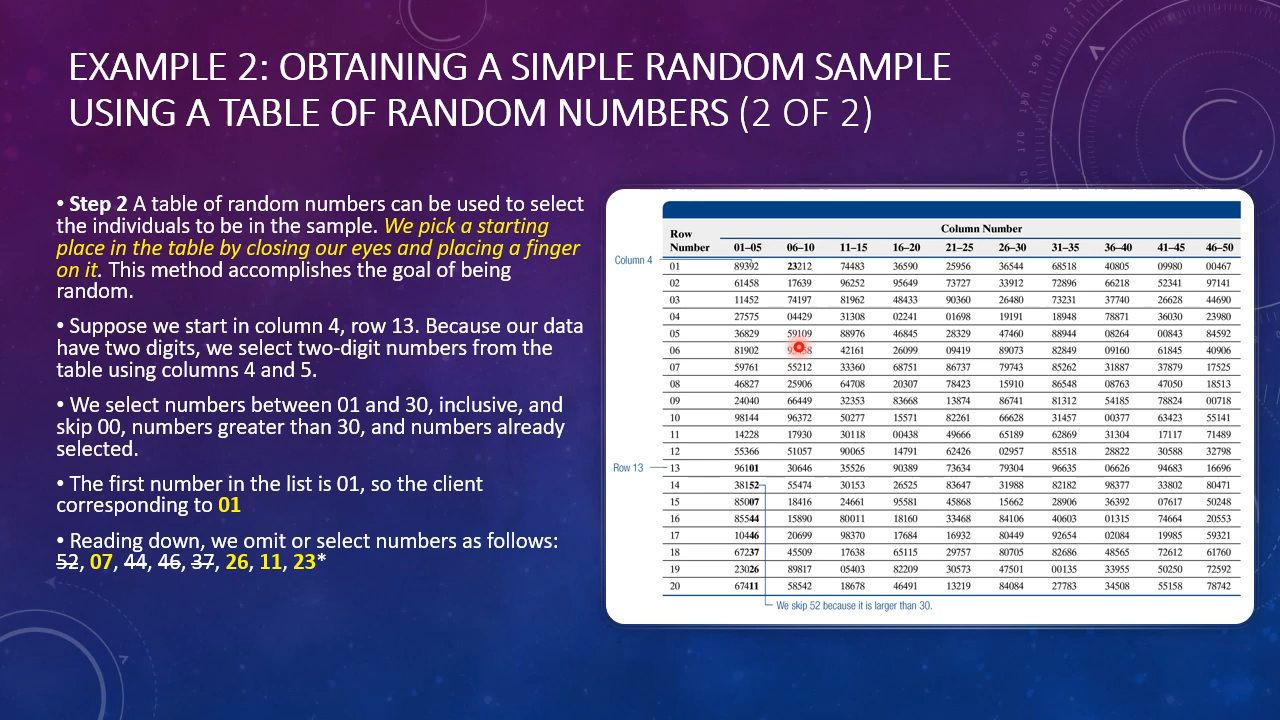 EXAMPLE 2: OBTAINING A SIMPLE RANDOM SAMPLE
USING A TABLE OF RANDOM NUMBERS (2 OF 2)
• Step 2 A table of random numbers can be used to select
the individuals to be in the sample. We pick a starting
place in the table by closing our eyes and placing a finger
on it. This method accomplishes the goal of being
random.
• Suppose we start in column 4, row 13. Because our data
have two digits, we select two-digit numbers from the
table using columns 4 and 5.
• We select numbers between 01 and 30, inclusive, and
skip 00, numbers greater than 30, and numbers already
selected.
• The first number in the list is 01, so the client
corresponding to 01
• Reading down, we omit or select numbers as follows:
52, 07, 44, 46, 37, 26, 11, 23*
Column Number
Row
Number 01–05 06–10 11–15 16–20 21–25 26–30 31–35 36–40 41–45 46–50
Column 4
01 89392 23212 74483 36590 25956 36544 68518 40805 09980 00467
02 61458 17639 96252 95649 73727 33912 72896 66218 52341 97141
03 11452 74197 81962 48433 90360 26480 73231 37740 26628 44690
04 27575 04429 31308 02241 01698 19191 18948 78871 36030 23980
05 36829 59109 88976 46845 28329 47460 88944 08264 00843 84592
06 81902 42161 26099 09419 89073 82849 09160 61845 40906
07 59761 55212 33360 68751 86737 79743 85262 31887 37879 17525
08 46827 25906 64708 20307 78423 15910 86548 08763 47050 18513
09 24040 66449 32353 83668 13874 86741 81312 54185 78824 00718
10 98144 96372 50277 15571 82261 66628 31457 00377 63423 55141
11 14228 17930 30118 00438 49666 65189 62869 31304 17117 71489
12 55366 51057 90065 14791 62426 02957 85518 28822 30588 32798
Row 13 13 96101 30646 35526 90389 73634 79304 96635 06626 94683 16696
14 38152 55474 30153 26525 83647 31988 82182 98377 33802 80471
15 85007 18416 24661 95581 45868 15662 28906 36392 07617 50248
16 85544 15890 80011 18160 33468 84106 40603 01315 74664 20553
17 10446 20699 98370 17684 16932 80449 92654 02084 19985 59321
18 67237 45509 17638 65115 29757 80705 82686 48565 72612 61760
19 23026 89817 05403 82209 30573 47501 00135 33955 50250 72592
20 67411 58542 18678 46491 13219 84084 27783 34508 55158 78742
We skip 52 because it is larger than 30.